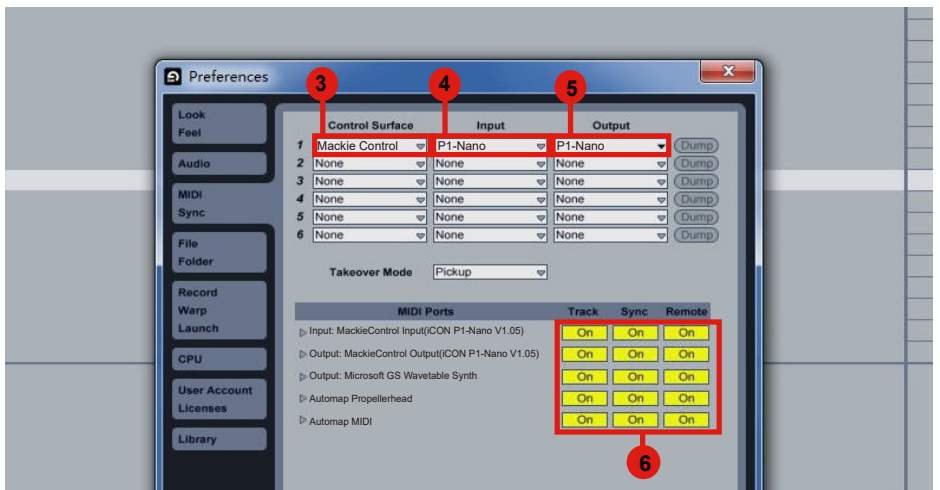 Preferences
X
3 4 5
Look
Feel
Audio
MIDI
Sync
File
Folder
Record
Warp
Launch
CPU
User Account
Licenses
Library
Control Surface Input Output
1 Mackie Control P1-Nano P1-Nano Dump
2 None None None Dump
3 None None None Dump
4 None None None Dump
5 None None None Dump
6 None None None Dump
Takeover Mode Pickup
MIDI Ports Track Sync Remote
Input: MackieControl Input(iCON P1-Nano V1.05) On On On
Output: MackieControl Output(iCON P1-Nano V1.05) On On On
Output: Microsoft GS Wavetable Synth On On On
Automap Propellerhead On On On
Automap MIDI On On On
6